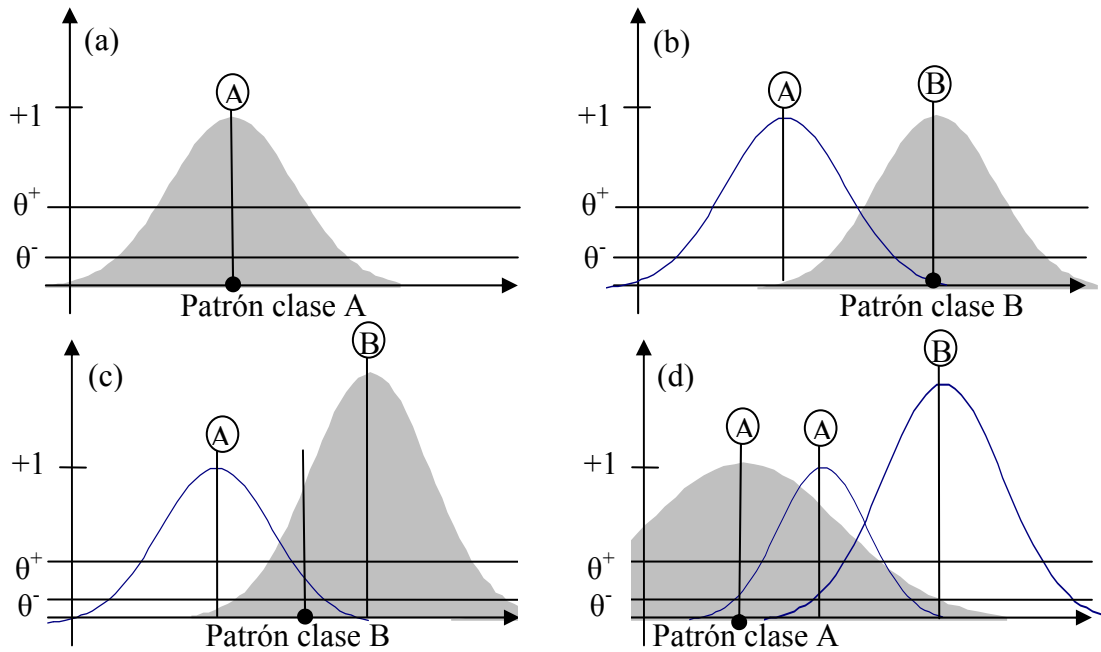 (a)
A
+1
θ+
θ-
Patrón clase A
(b)
A
B
+1
θ+
θ-
Patrón clase B
(c)
A
B
+1
θ+
θ-
Patrón clase B
(d)
A
A
B
+1
θ+
θ-
Patrón clase A